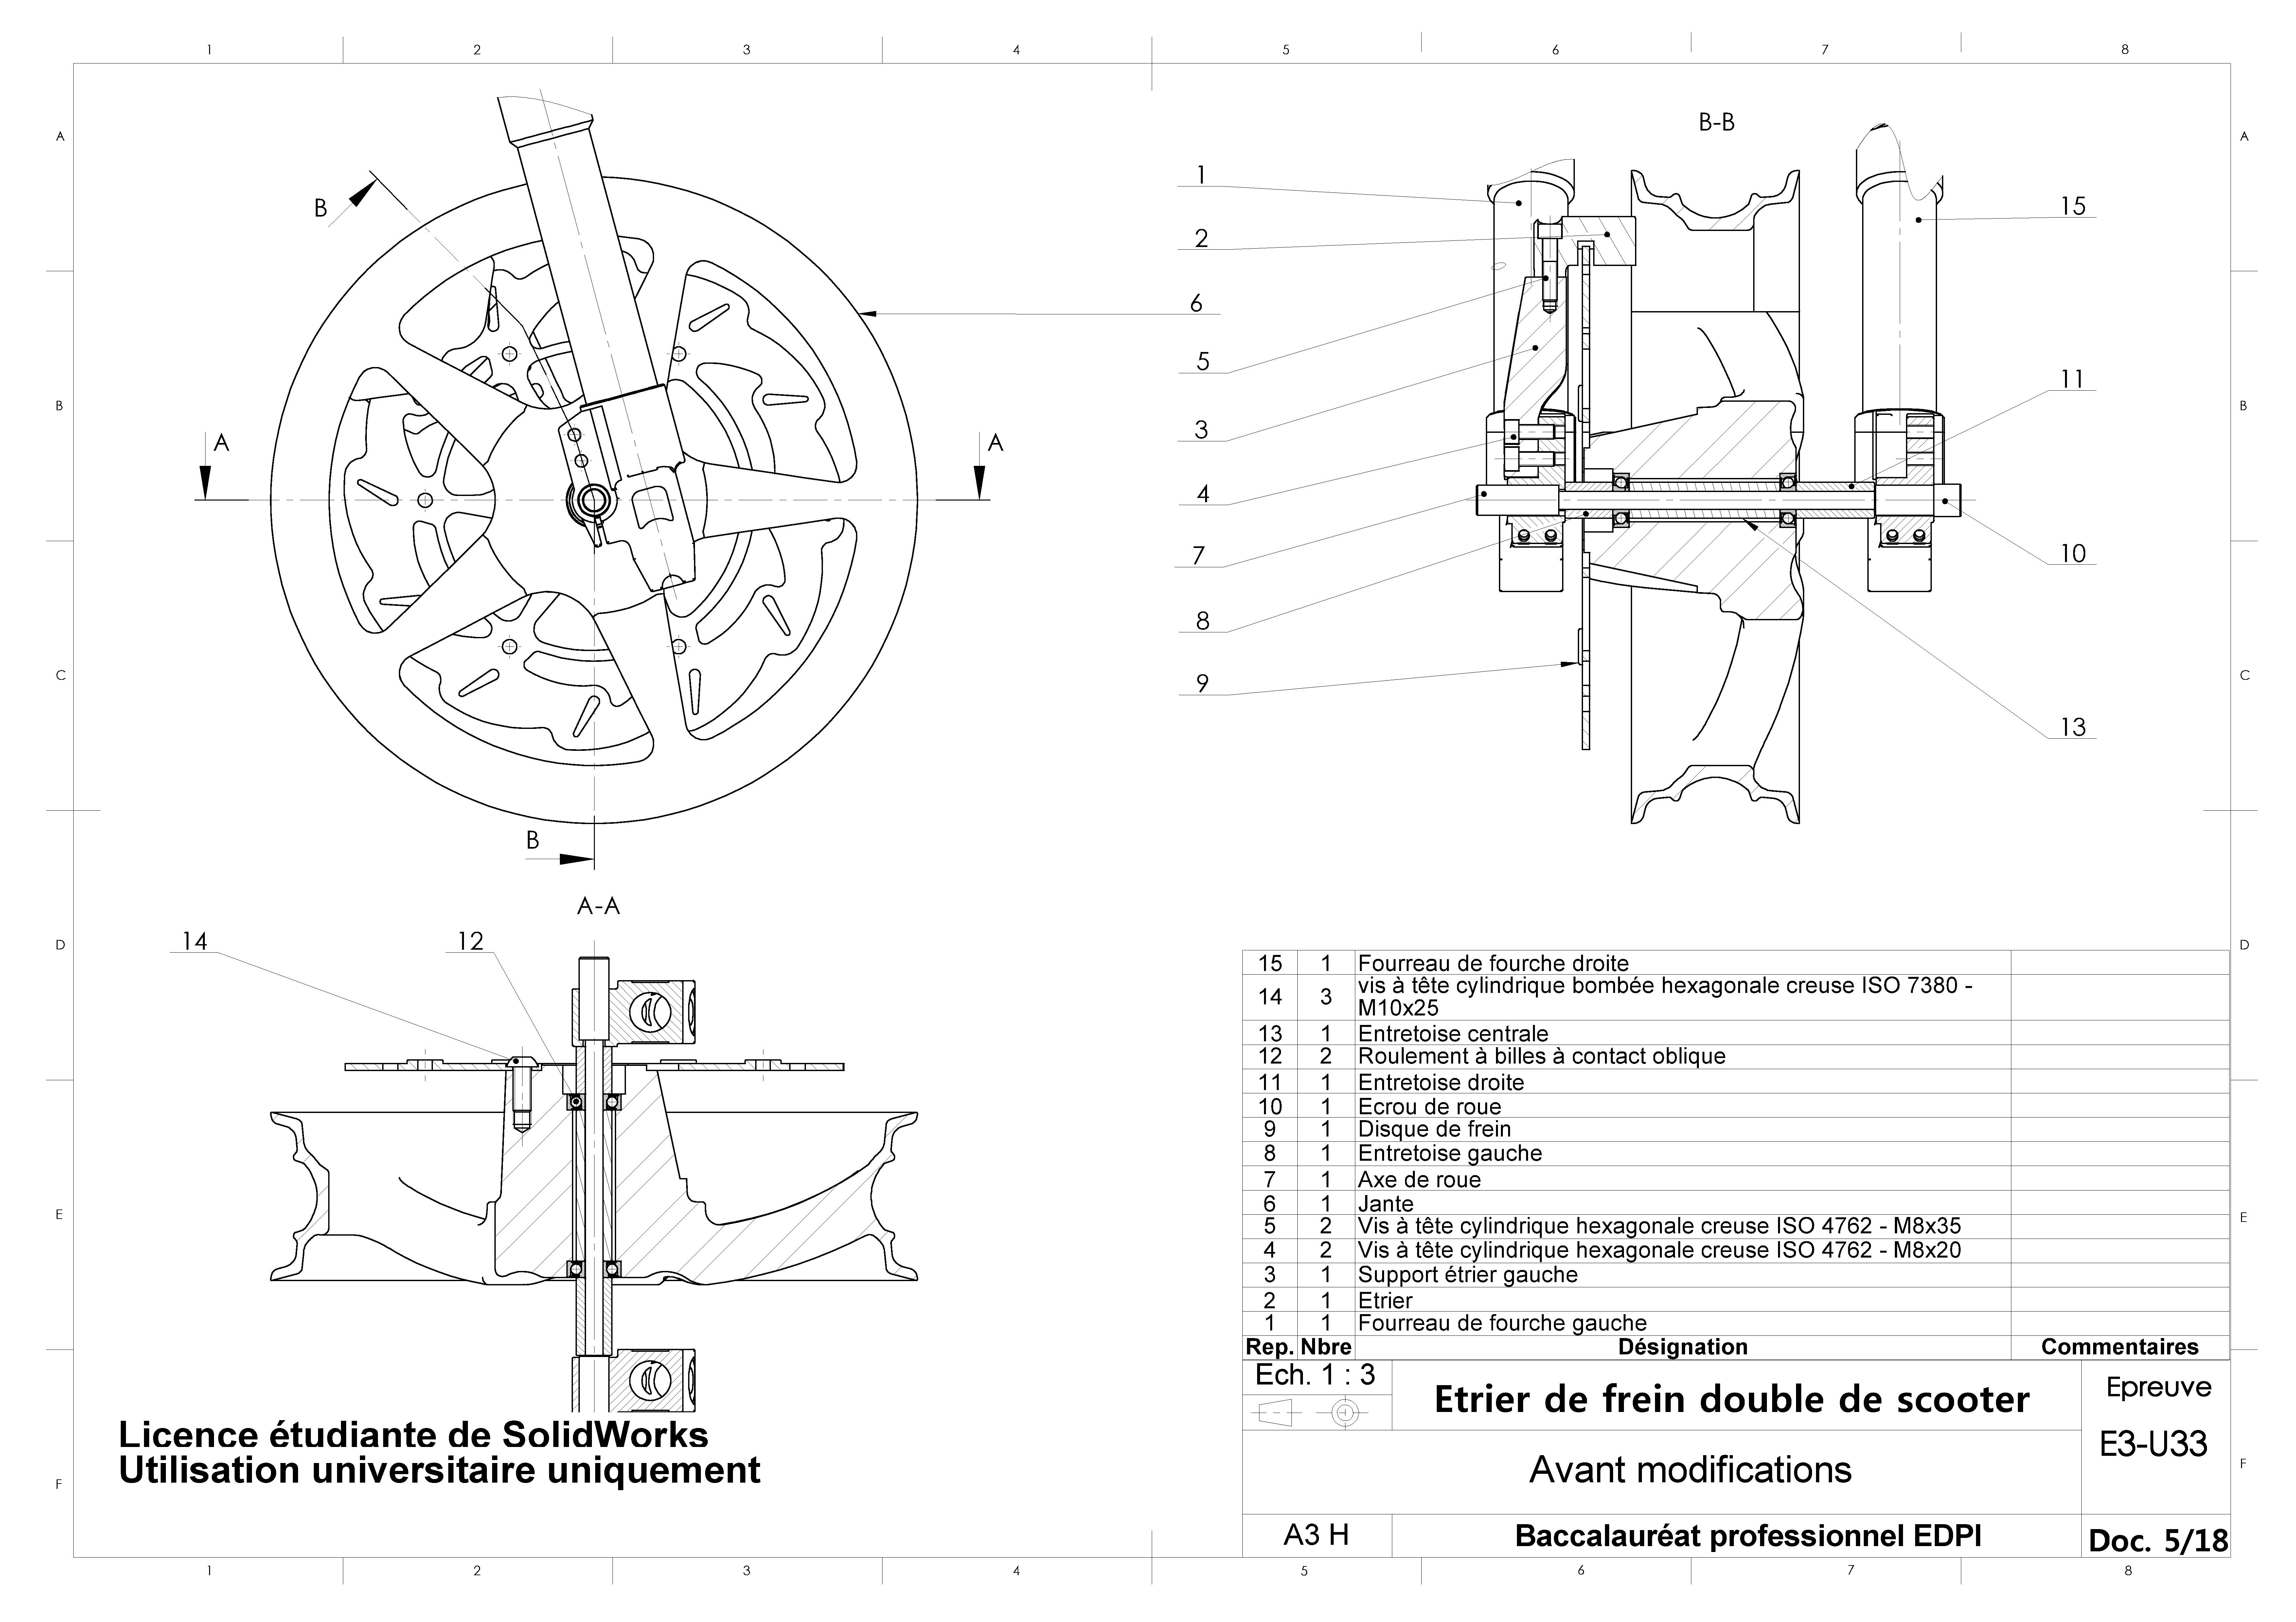 1 2 3 4 5 6 7 8
A A
B B
C C
D D
E E
F F
B
A A
B
6
B-B
1
2
5
3
4
7
8
9
15
11
10
13
A-A
14 12
15 1 Fourreau de fourche droite
14 3 vis à tête cylindrique bombée hexagonale creuse ISO 7380 -
M10x25
13 1 Entretoise centrale
12 2 Roulement à billes à contact oblique
11 1 Entretoise droite
10 1 Ecrou de roue
9 1 Disque de frein
8 1 Entretoise gauche
7 1 Axe de roue
6 1 Jante
5 2 Vis à tête cylindrique hexagonale creuse ISO 4762 - M8x35
4 2 Vis à tête cylindrique hexagonale creuse ISO 4762 - M8x20
3 1 Support étrier gauche
2 1 Etrier
1 1 Fourreau de fourche gauche
Rep. Nbre Désignation Commentaires
Ech. 1 : 3
Etrier de frein double de scooter
Epreuve
E3-U33
Avant modifications
A3 H
Baccalauréat professionnel EDPI
Doc. 5/18
Licence étudiante de SolidWorks
Utilisation universitaire uniquement
1 2 3 4 5 6 7 8